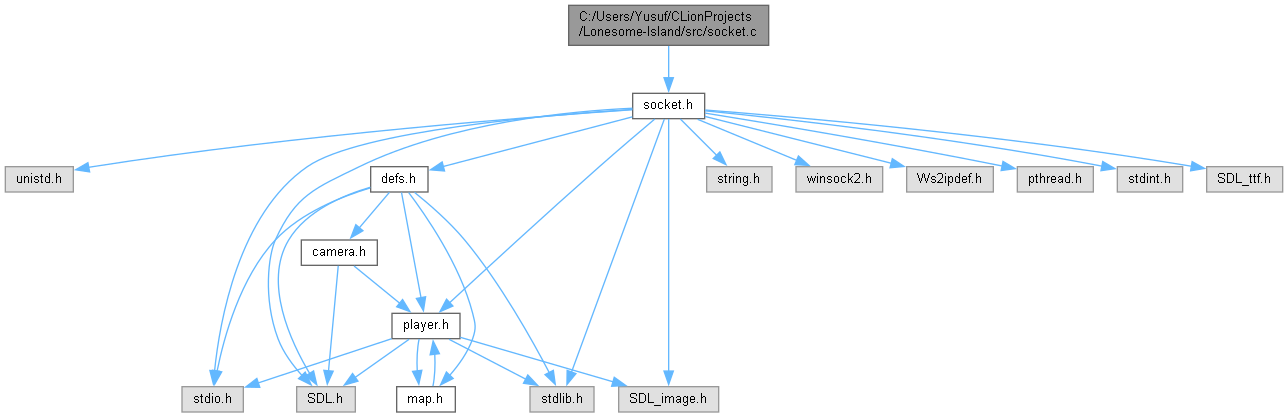 C:/Users/Yusuf/CLionProjects
/Lonesome-Island/src/socket.c
socket.h
unistd.h
defs.h
string.h
winsock2.h
Ws2ipdef.h
pthread.h
stdint.h
SDL_ttf.h
camera.h
player.h
stdio.h
SDL.h
map.h
stdlib.h
SDL_image.h